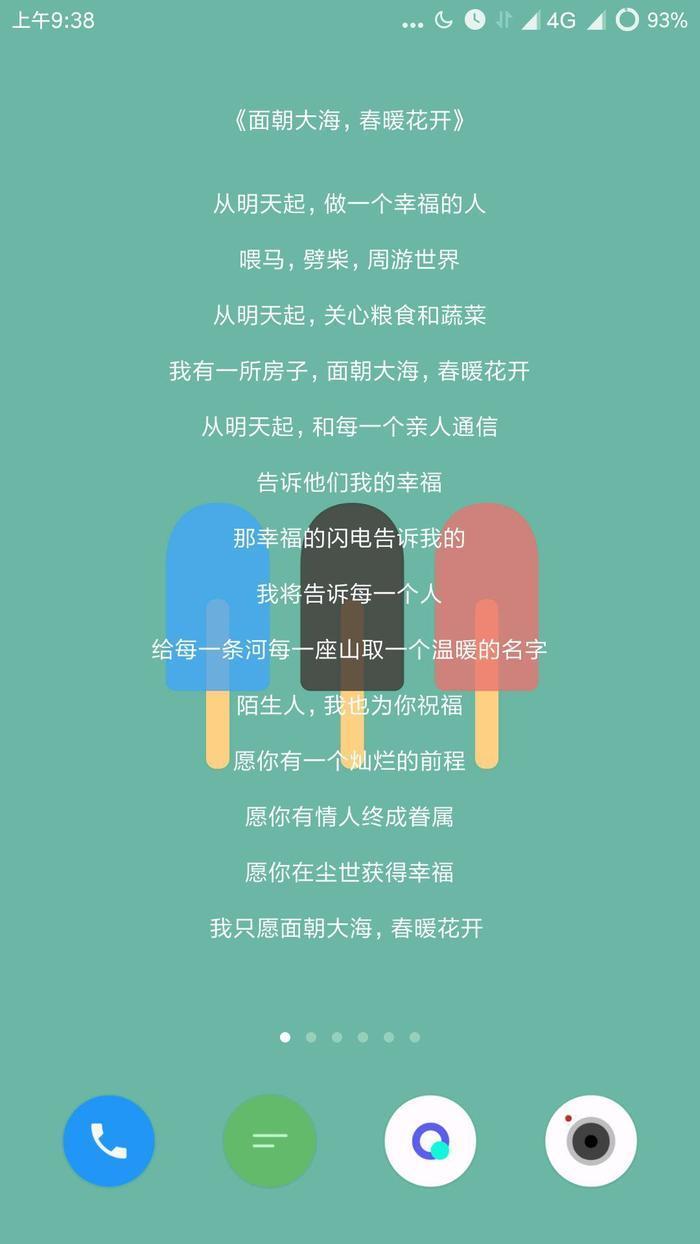 上午9:38
4G
93%
《面朝大海，春暖花开》
从明天起，做一个幸福的人
喂马，劈柴，周游世界
从明天起，关心粮食和蔬菜
我有一所房子，面朝大海，春暖花开
从明天起，和每一个亲人通信
告诉他们我的幸福
那幸福的闪电告诉我的
我将告诉每一个人
给每一条河每一座山取一个温暖的名字
陌生人，我也为你祝福
愿你有一个灿烂的前程
愿你有情人终成眷属
愿你在尘世获得幸福
我只愿面朝大海，春暖花开